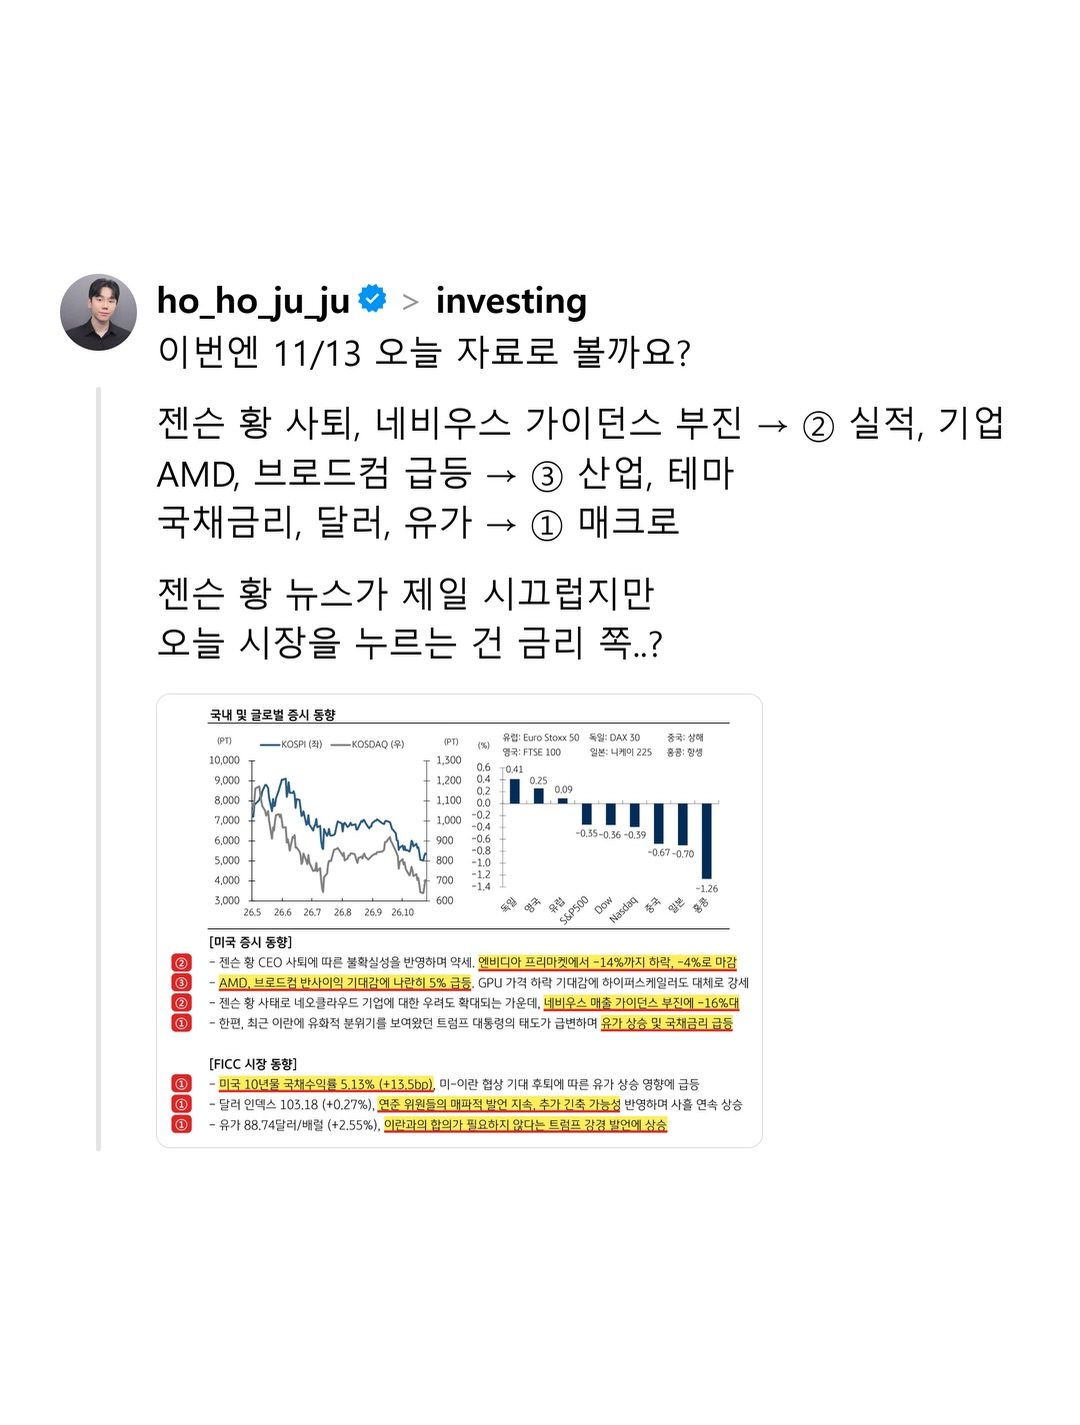 ho_ho_ju_ju > investing
이번엔 11/13 오늘 자료로 볼까요?
젠슨 황 사퇴, 네비우스 가이던스 부진 → ② 실적, 기업
AMD, 브로드컴 급등 → ③ 산업, 테마
국채금리, 달러, 유가 → ① 매크로
젠슨 황 뉴스가 제일 시끄럽지만
오늘 시장을 누르는 건 금리 쪽..?
국내 및 글로벌 증시 동향
(PT) KOSPI (좌) KOSDAQ (우) (PT)
10,000 1,300
9,000 1,200
8,000 1,100
7,000 1,000
6,000 900
5,000 800
4,000 700
3,000 600
26.5 26.6 26.7 26.8 26.9 26.10
(%) 유럽: Euro Stoxx 50 독일: DAX 30 중국: 상해
영국: FTSE 100 일본: 니케이 225 홍콩: 항셍
0.6
0.4
0.2
0.0
-0.2
-0.4
-0.6
-0.8
-1.0
-1.2
-1.4
0.41 0.25 0.09 -0.35 -0.36 -0.39 -0.67 -0.70 -1.26
독일 영국 유럽 S&P500 Dow Nasdaq 중국 일본 홍콩
[미국 증시 동향]
② - 젠슨 황 CEO 사퇴에 따른 불확실성을 반영하며 약세. 엔비디아 프리마켓에서 -14%까지 하락, -4%로 마감
③ - AMD, 브로드컴 반사이익 기대감에 나란히 5% 급등. GPU 가격 하락 기대감에 하이퍼스케일러도 대체로 강세
② - 젠슨 황 사태로 네오클라우드 기업에 대한 우려도 확대되는 가운데, 네비우스 매출 가이던스 부진에 -16%대
① - 한편, 최근 이란에 유화적 분위기를 보여왔던 트럼프 대통령의 태도가 급변하며 유가 상승 및 국채금리 급등
[FICC 시장 동향]
① - 미국 10년물 국채수익률 5.13% (+13.5bp), 미-이란 협상 기대 후퇴에 따른 유가 상승 영향에 급등
① - 달러 인덱스 103.18 (+0.27%), 연준 위원들의 매파적 발언 지속, 추가 긴축 가능성 반영하며 사흘 연속 상승
① - 유가 88.74달러/배럴 (+2.55%), 이란과의 합의가 필요하지 않다는 트럼프 강경 발언에 상승